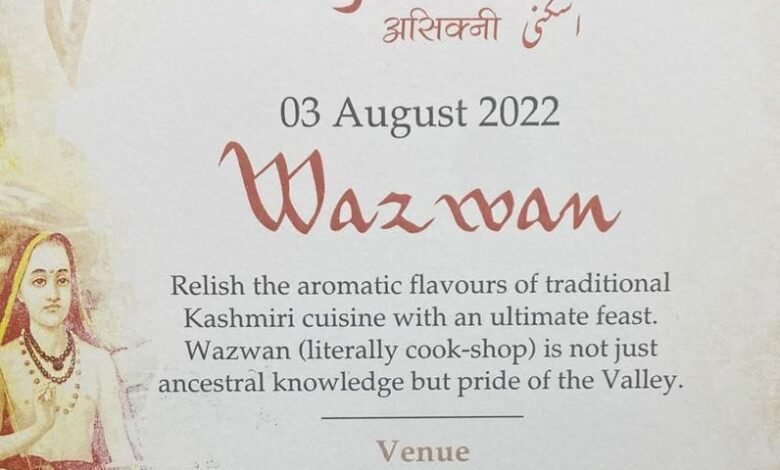 असिक्नी اسکنی
03 August 2022
Wazwan
Relish the aromatic flavours of traditional
Kashmiri cuisine with an ultimate feast.
Wazwan (literally cook-shop) is not just
ancestral knowledge but pride of the Valley.
Venue